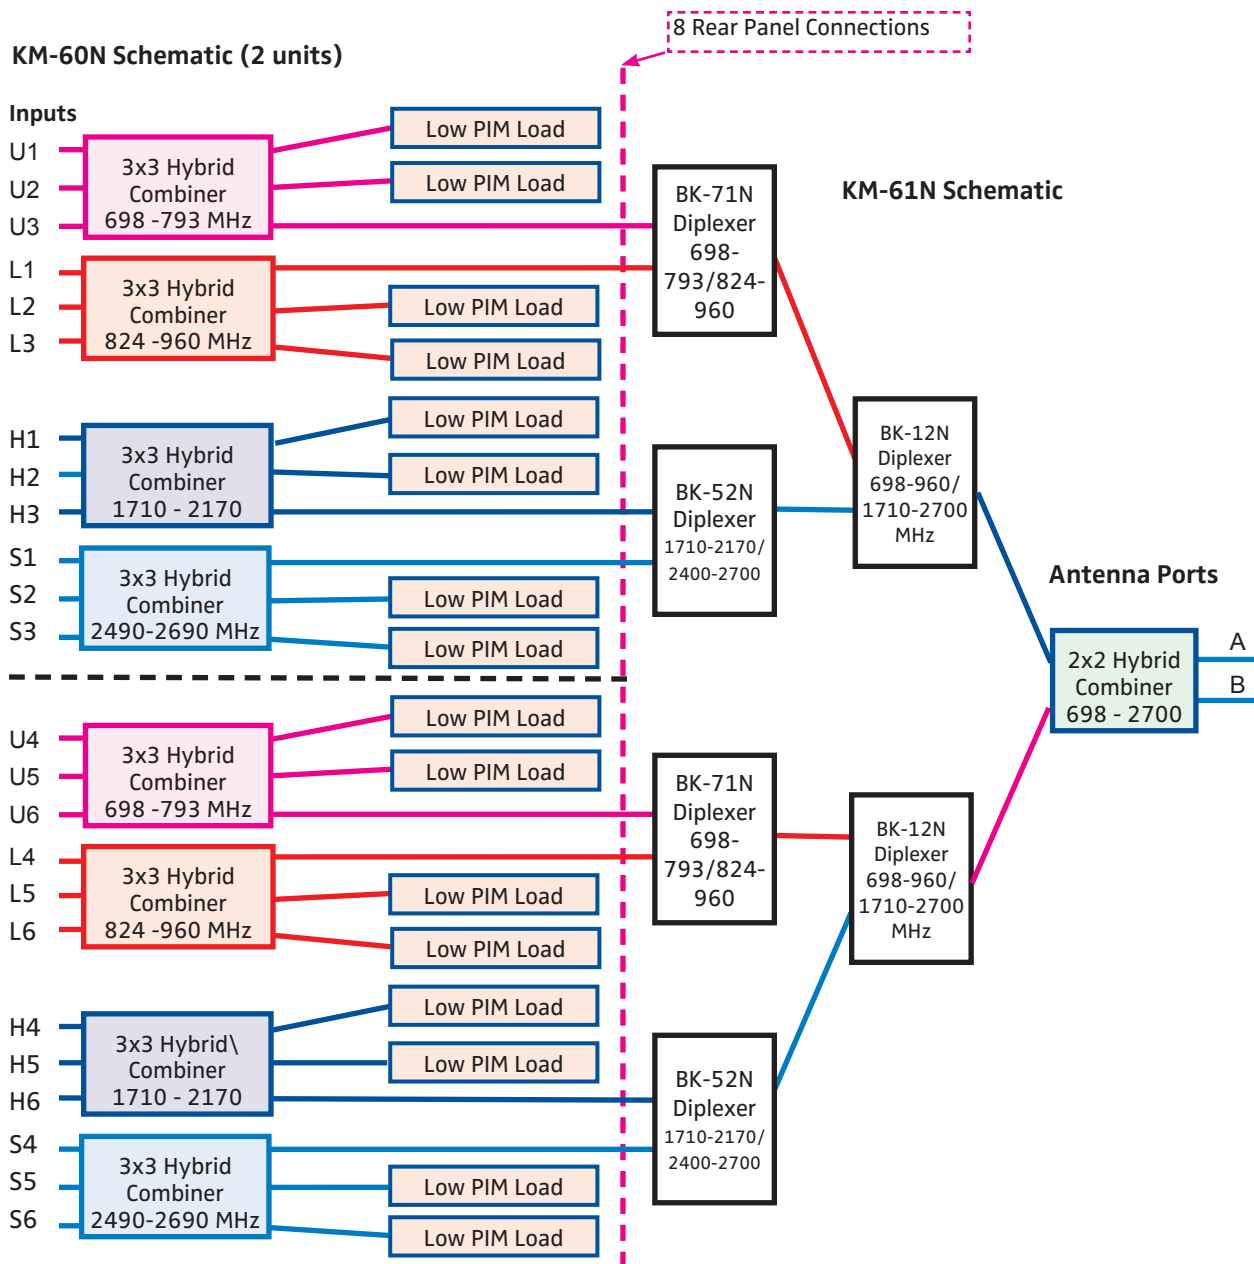 8 Rear Panel Connections
KM-60N Schematic (2 units)
Inputs
U1
U2
U3
3x3 Hybrid
Combiner
698 -793 MHz
Low PIM Load
Low PIM Load
L1
L2
L3
3x3 Hybrid
Combiner
824 -960 MHz
Low PIM Load
Low PIM Load
BK-71N
Diplexer
698-
793/824-
960
KM-61N Schematic
H1
H2
H3
3x3 Hybrid
Combiner
1710 - 2170
Low PIM Load
Low PIM Load
S1
S2
S3
3x3 Hybrid
Combiner
2490-2690 MHz
Low PIM Load
Low PIM Load
BK-52N
Diplexer
1710-2170/
2400-2700
BK-12N
Diplexer
698-960/
1710-2700
MHz
Antenna Ports
2x2 Hybrid
Combiner
698 - 2700
A
B
U4
U5
U6
3x3 Hybrid
Combiner
698 -793 MHz
Low PIM Load
Low PIM Load
L4
L5
L6
3x3 Hybrid
Combiner
824 -960 MHz
Low PIM Load
Low PIM Load
BK-71N
Diplexer
698-
793/824-
960
BK-12N
Diplexer
698-960/
1710-2700
MHz
H4
H5
H6
3x3 Hybrid\
Combiner
1710 - 2170
Low PIM Load
Low PIM Load
S4
S5
S6
3x3 Hybrid
Combiner
2490-2690 MHz
Low PIM Load
Low PIM Load
BK-52N
Diplexer
1710-2170/
2400-2700